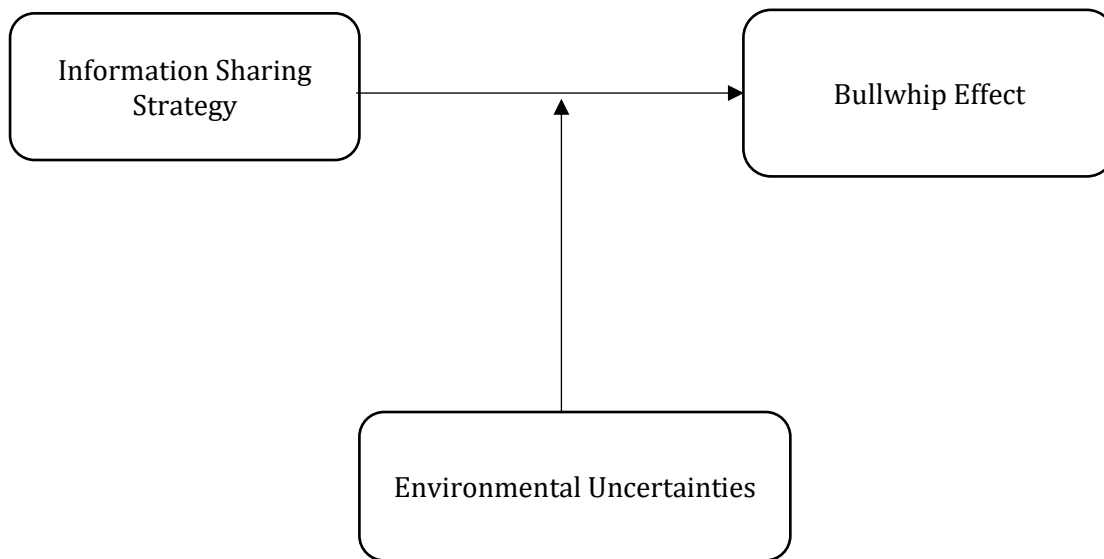 Information Sharing
Strategy
Bullwhip Effect
Environmental Uncertainties